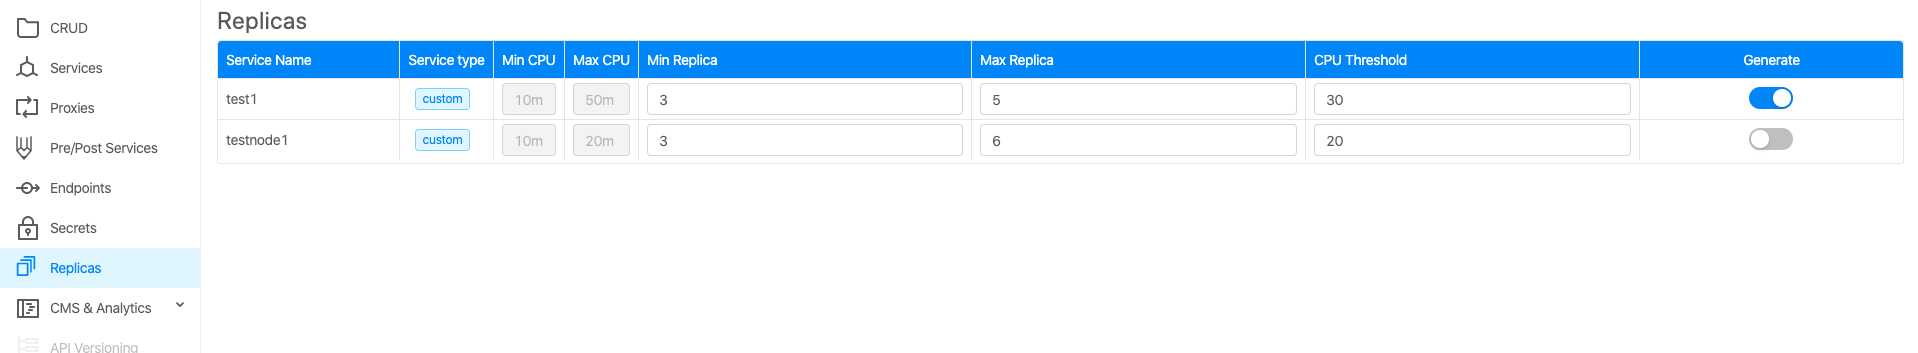 CRUD
Services
Proxies
Pre/Post Services
Endpoints
Secrets
Replicas
CMS & Analytics
API Versioning
Replicas
Service Name Service type Min CPU Max CPU Min Replica Max Replica CPU Threshold Generate
test1 custom 10m 50m 3 5 30
testnode1 custom 10m 20m 3 6 20